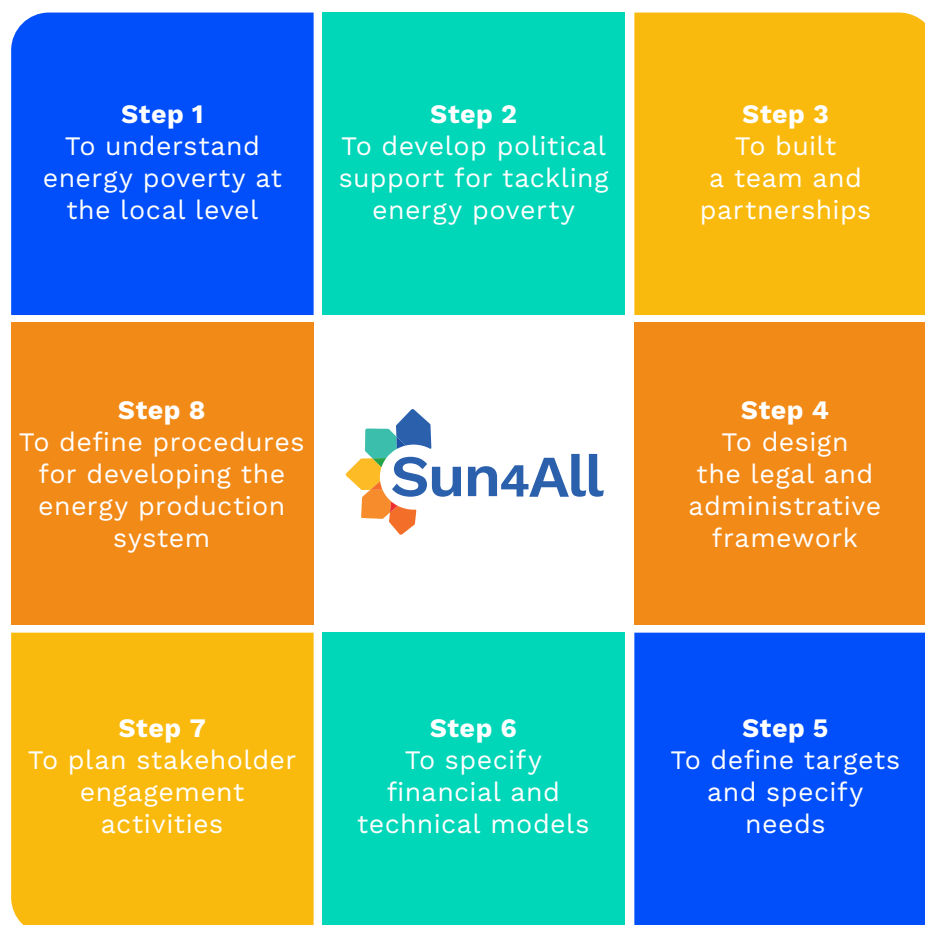 Step 1
To understand
energy poverty at
the local level
Step 2
To develop political
support for tackling
energy poverty
Step 3
To built
a team and
partnerships
Step 8
To define procedures
for developing the
energy production
system
Sun4All
Step 4
To design
the legal and
administrative
framework
Step 7
To plan stakeholder
engagement
activities
Step 6
To specify
financial and
technical models
Step 5
To define targets
and specify
needs